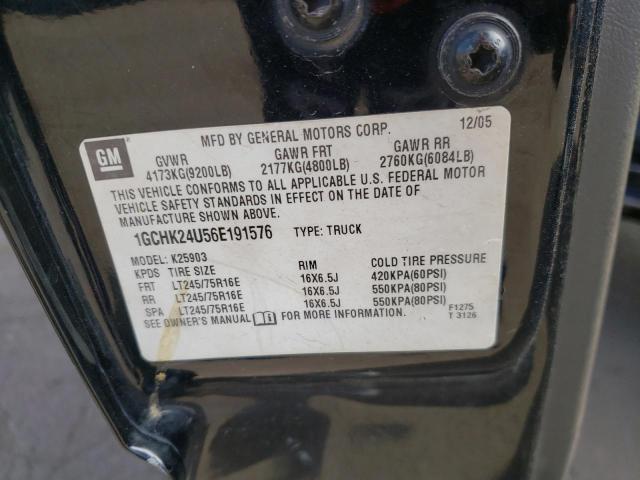 MFD BY GENERAL MOTORS CORP. 12/05
GM
GVWR GAWR FRT GAWR RR
4173KG(9200LB) 2177KG(4800LB) 2760KG(6084LB)
THIS VEHICLE CONFORMS TO ALL APPLICABLE U.S. FEDERAL MOTOR
VEHICLE SAFETY STANDARDS IN EFFECT ON THE DATE OF
MANUFACTURE SHOWN ABOVE.
1GCHK24U56E191576 TYPE: TRUCK
MODEL: K25903
KPDS TIRE SIZE RIM COLD TIRE PRESSURE
FRT LT245/75R16E 16X6.5J 420KPA(60PSI)
RR LT245/75R16E 16X6.5J 550KPA(80PSI)
SPA LT245/75R16E 16X6.5J 550KPA(80PSI)
SEE OWNER'S MANUAL FOR MORE INFORMATION.
F1275
T 3126